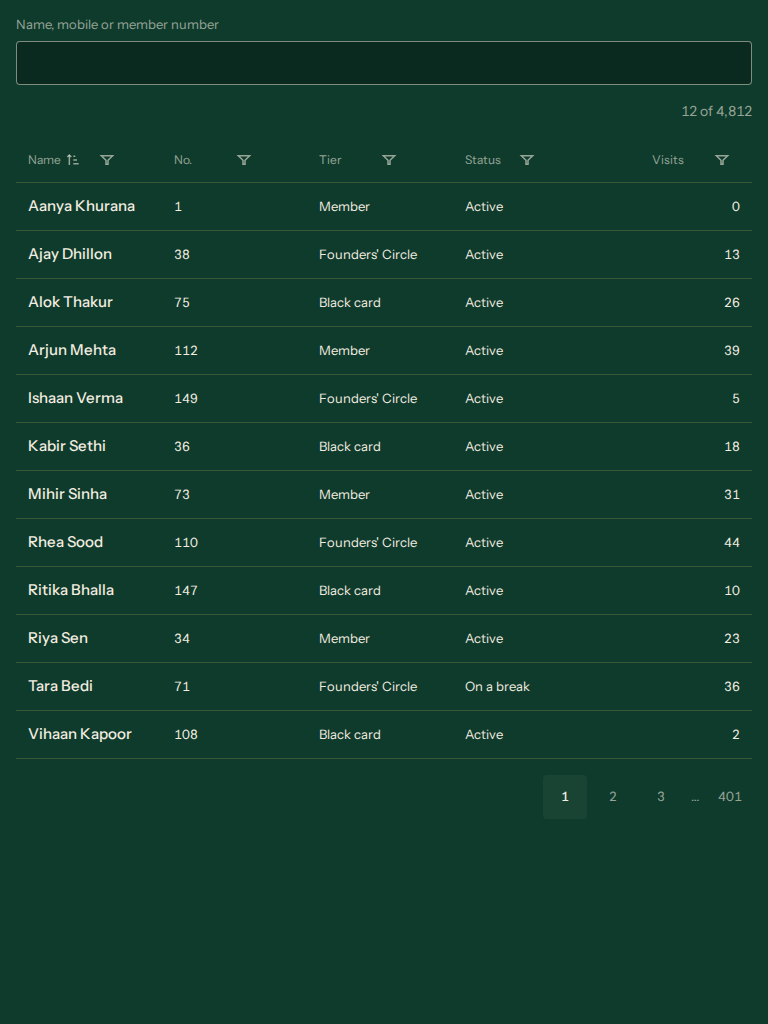 Name, mobile or member number
12 of 4,812
Name No. Tier Status Visits
Aanya Khurana 1 Member Active 0
Ajay Dhillon 38 Founders' Circle Active 13
Alok Thakur 75 Black card Active 26
Arjun Mehta 112 Member Active 39
Ishaan Verma 149 Founders' Circle Active 5
Kabir Sethi 36 Black card Active 18
Mihir Sinha 73 Member Active 31
Rhea Sood 110 Founders' Circle Active 44
Ritika Bhalla 147 Black card Active 10
Riya Sen 34 Member Active 23
Tara Bedi 71 Founders' Circle On a break 36
Vihaan Kapoor 108 Black card Active 2
1 2 3 ... 401